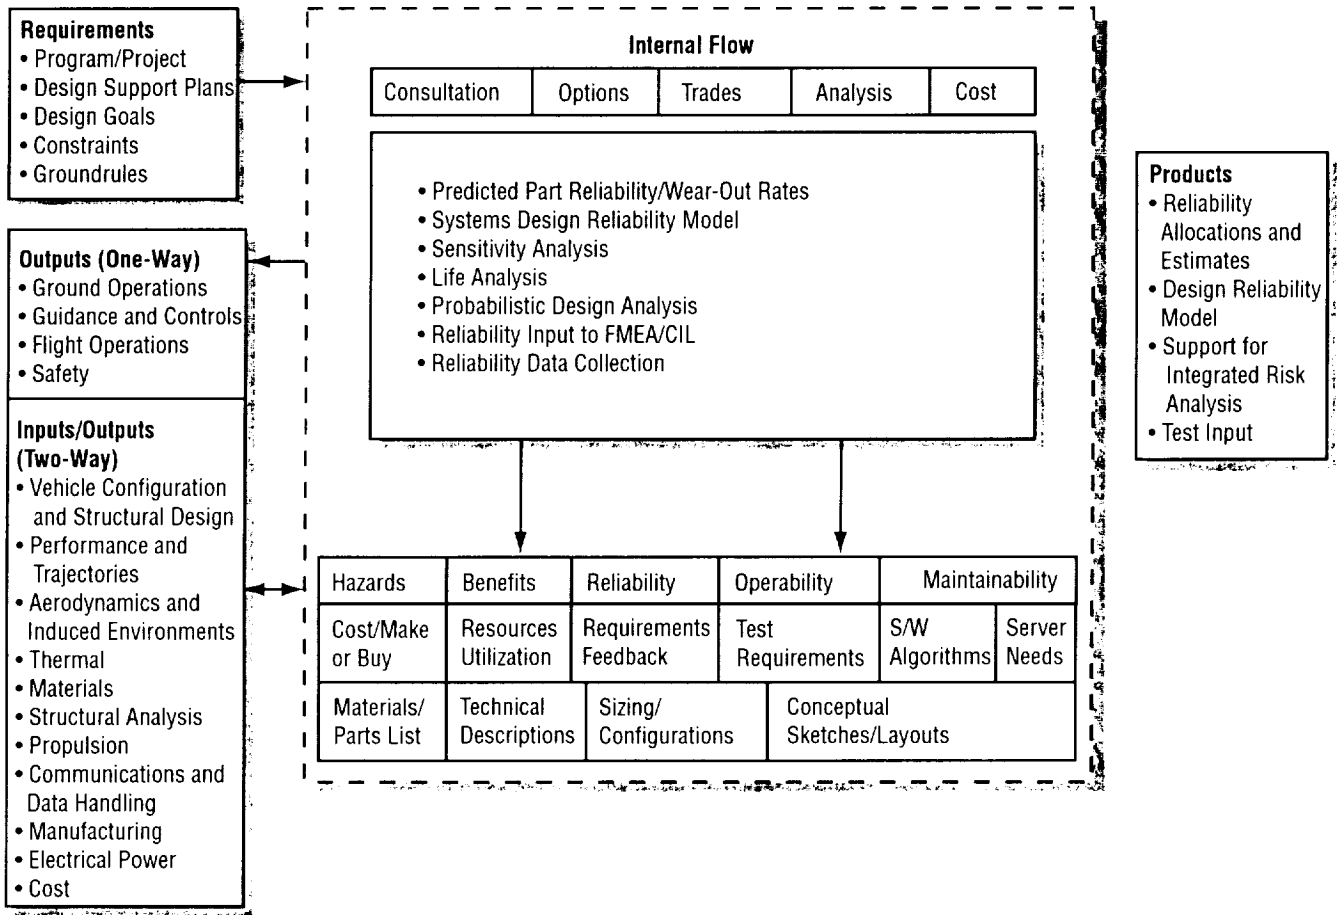 Requirements
• Program/Project
• Design Support Plans
• Design Goals
• Constraints
• Groundrules
Outputs (One-Way)
• Ground Operations
• Guidance and Controls
• Flight Operations
• Safety
Inputs/Outputs
(Two-Way)
• Vehicle Configuration
and Structural Design
• Performance and
Trajectories
• Aerodynamics and
Induced Environments
• Thermal
• Materials
• Structural Analysis
• Propulsion
• Communications and
Data Handling
• Manufacturing
• Electrical Power
• Cost
Internal Flow
Consultation
Options
Trades
Analysis
Cost
• Predicted Part Reliability/Wear-Out Rates
• Systems Design Reliability Model
• Sensitivity Analysis
• Life Analysis
• Probabilistic Design Analysis
• Reliability Input to FMEA/CIL
• Reliability Data Collection
Hazards
Benefits
Reliability
Operability
Maintainability
Cost/Make
or Buy
Resources
Utilization
Requirements
Feedback
Test
Requirements
S/W
Algorithms
Server
Needs
Materials/
Parts List
Technical
Descriptions
Sizing/
Configurations
Conceptual
Sketches/Layouts
Products
• Reliability
Allocations and
Estimates
• Design Reliability
Model
• Support for
Integrated Risk
Analysis
• Test Input